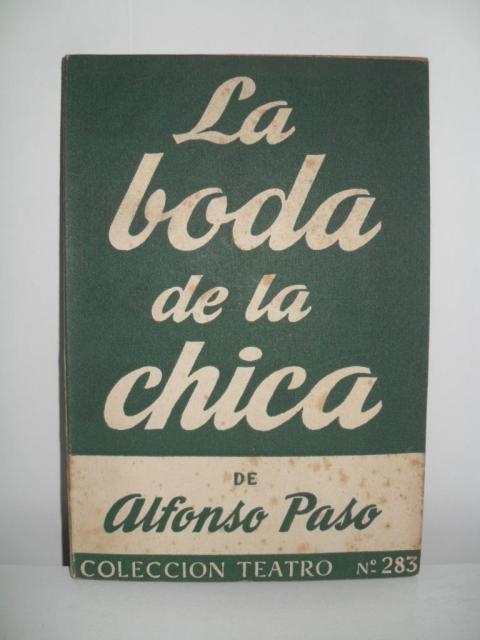 La
boda
de la
chica
DE
Alfonso Paso
COLECCION TEATRO Nº 283